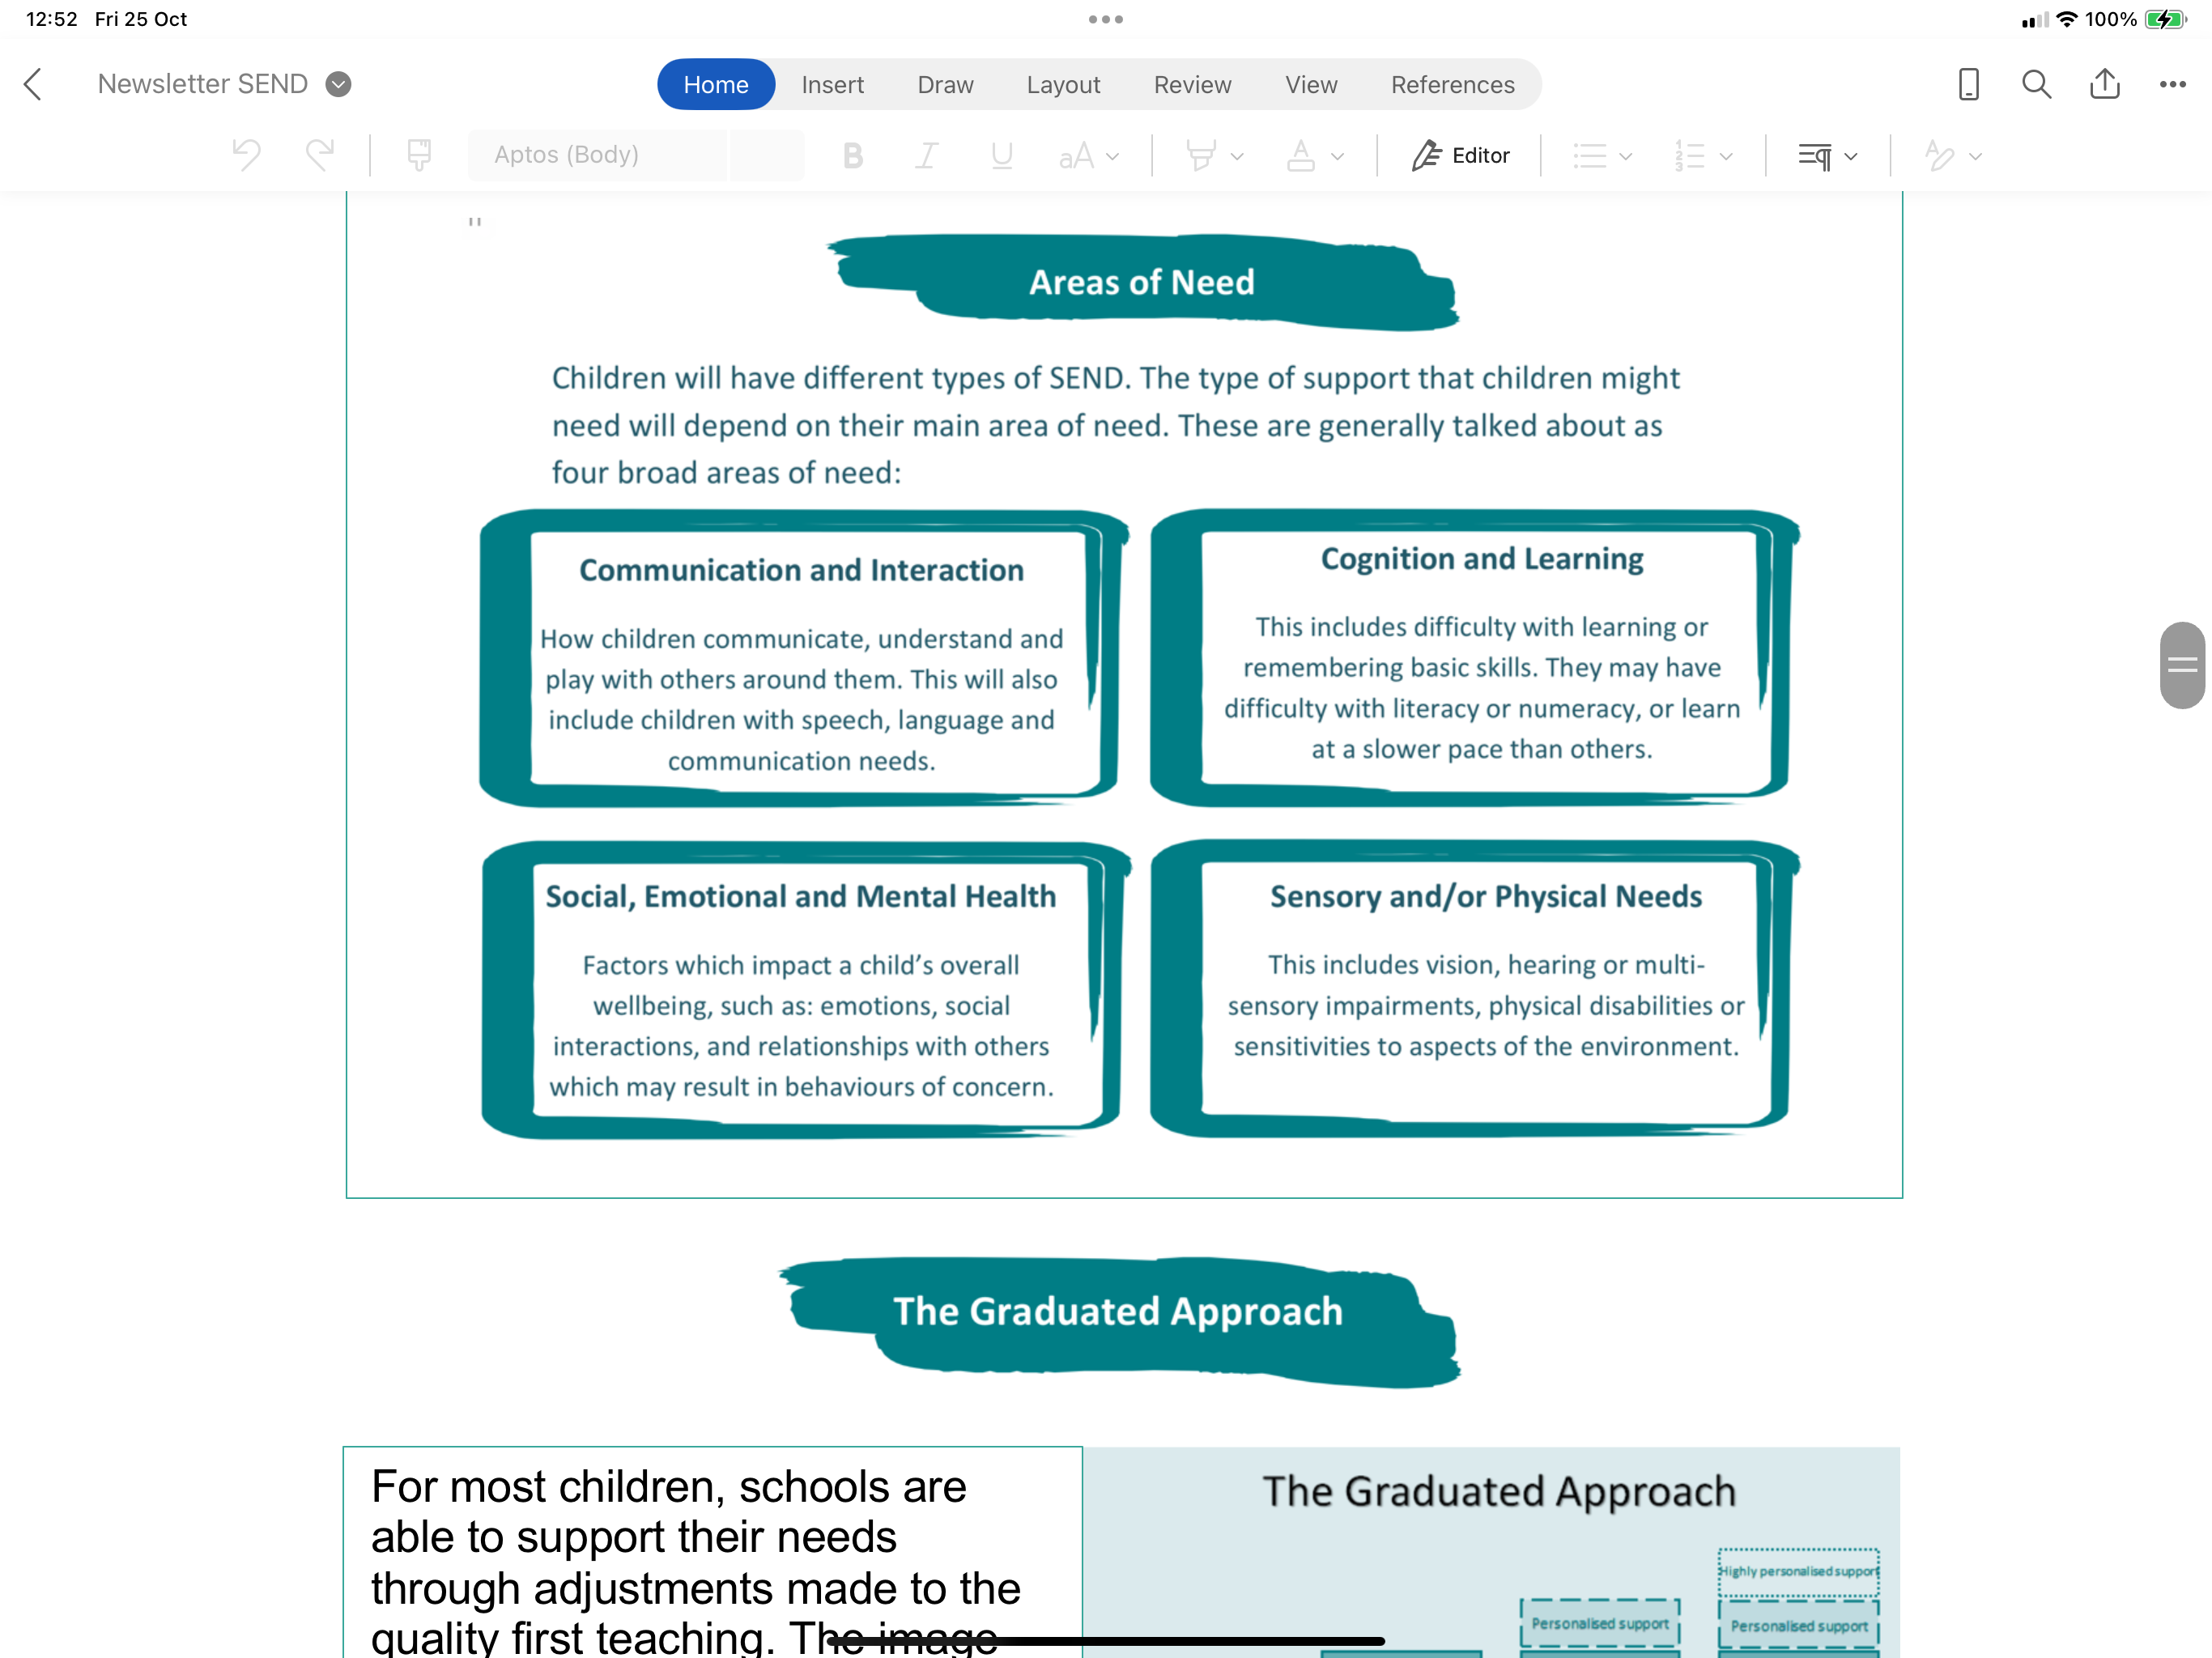 12:52 Fri 25 Oct
100%
Newsletter SEND
Home Insert Draw Layout Review View References
Aptos (Body)
B I U aA A Editor
"
Areas of Need
Children will have different types of SEND. The type of support that children might
need will depend on their main area of need. These are generally talked about as
four broad areas of need:
Communication and Interaction
How children communicate, understand and
play with others around them. This will also
include children with speech, language and
communication needs.
Cognition and Learning
This includes difficulty with learning or
remembering basic skills. They may have
difficulty with literacy or numeracy, or learn
at a slower pace than others.
Social, Emotional and Mental Health
Factors which impact a child’s overall
wellbeing, such as: emotions, social
interactions, and relationships with others
which may result in behaviours of concern.
Sensory and/or Physical Needs
This includes vision, hearing or multi-
sensory impairments, physical disabilities or
sensitivities to aspects of the environment.
The Graduated Approach
For most children, schools are
able to support their needs
through adjustments made to the
quality first teaching. The image
The Graduated Approach
Highly personalised support
Personalised support
Personalised support